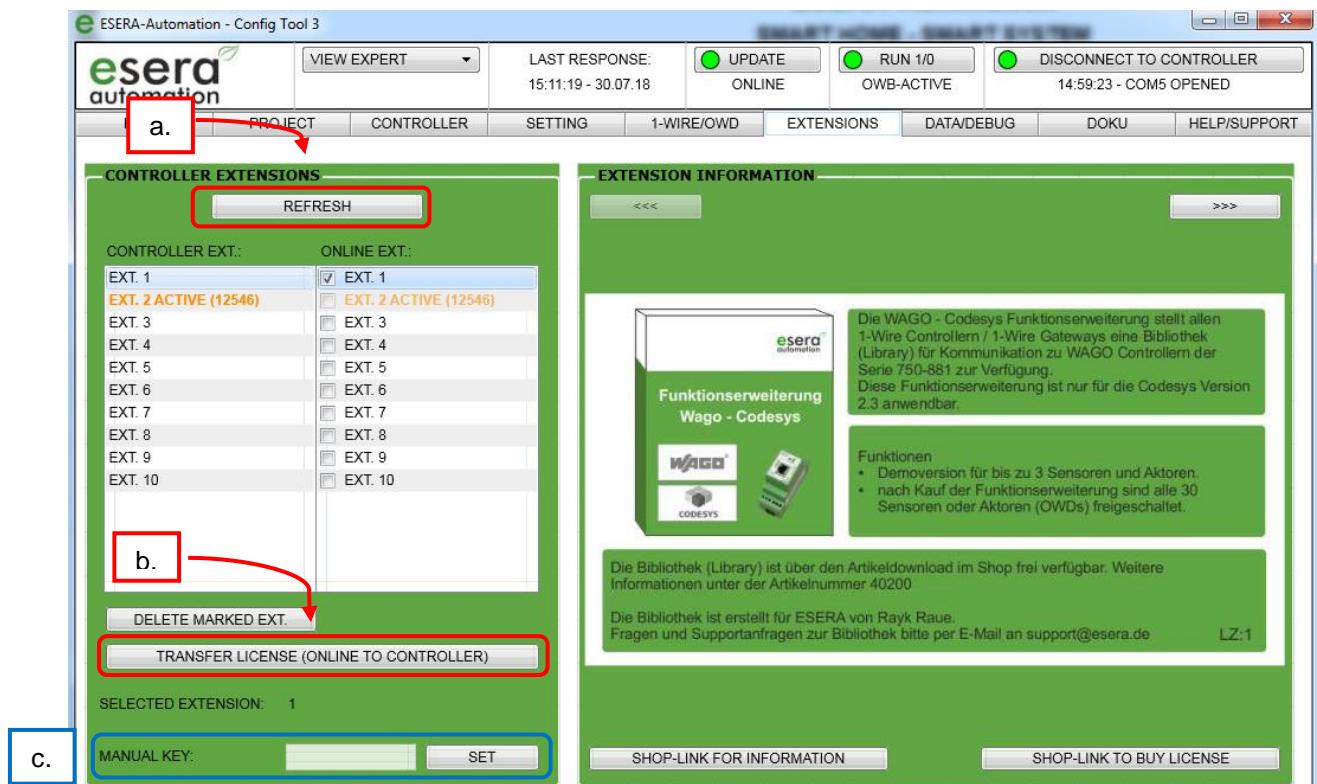 ESERA-Automation - Config Tool 3
esera
automation
VIEW EXPERT
LAST RESPONSE:
15:11:19 - 30.07.18
UPDATE
ONLINE
RUN 1/0
OWB-ACTIVE
DISCONNECT TO CONTROLLER
14:59:23 - COM5 OPENED
a.
PROJECT
CONTROLLER
SETTING
1-WIRE/OWD
EXTENSIONS
DATA/DEBUG
DOKU
HELP/SUPPORT
CONTROLLER EXTENSIONS
REFRESH
CONTROLLER EXT.: ONLINE EXT.:
EXT. 1 EXT. 1
EXT. 2 ACTIVE (12546) EXT. 2 ACTIVE (12546)
EXT. 3 EXT. 3
EXT. 4 EXT. 4
EXT. 5 EXT. 5
EXT. 6 EXT. 6
EXT. 7 EXT. 7
EXT. 8 EXT. 8
EXT. 9 EXT. 9
EXT. 10 EXT. 10
b.
DELETE MARKED EXT.
TRANSFER LICENSE (ONLINE TO CONTROLLER)
SELECTED EXTENSION: 1
c.
MANUAL KEY:
SET
EXTENSION INFORMATION
<<<
>>>
esera
automation
Funktionserweiterung
Wago - Codesys
WAGO
CODESYS
Die WAGO - Codesys Funktionserweiterung stellt allen
1-Wire Controllern / 1-Wire Gateways eine Bibliothek
(Library) für Kommunikation zu WAGO Controllern der
Serie 750-881 zur Verfügung.
Diese Funktionserweiterung ist nur für die Codesys Version
2.3 anwendbar.
Funktionen
• Demoversion für bis zu 3 Sensoren und Aktoren.
• nach Kauf der Funktionserweiterung sind alle 30
Sensoren oder Aktoren (OWDs) freigeschaltet.
Die Bibliothek (Library) ist über den Artikeldownload im Shop frei verfügbar. Weitere
Informationen unter der Artikelnummer 40200
Die Bibliothek ist erstellt für ESERA von Rayk Raue.
Fragen und Supportanfragen zur Bibliothek bitte per E-Mail an support@esera.de
LZ:1
SHOP-LINK FOR INFORMATION
SHOP-LINK TO BUY LICENSE